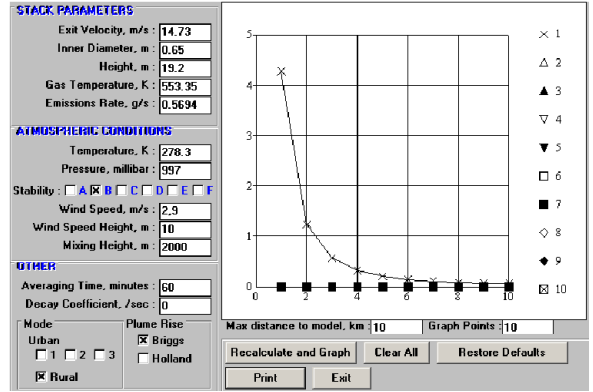 STACK PARAMETERS
Exit Velocity, m/s : 14.73
Inner Diameter, m : 0.65
Height, m : 19.2
Gas Temperature, K : 553.35
Emissions Rate, g/s : 0.5694
ATMOSPHERIC CONDITIONS
Temperature, K : 278.3
Pressure, millibar : 997
Stability : A B C D E F
Wind Speed, m/s : 2,9
Wind Speed Height, m : 10
Mixing Height, m : 2000
OTHER
Averaging Time, minutes : 60
Decay Coefficient, /sec : 0
Mode
Urban
1 2 3
Rural
Plume Rise
Briggs
Holland
5
4
3
2
1
0
0 2 4 6 8 10
1
2
3
4
5
6
7
8
9
10
Max distance to model, km : 10 Graph Points : 10
Recalculate and Graph Clear All Restore Defaults
Print Exit